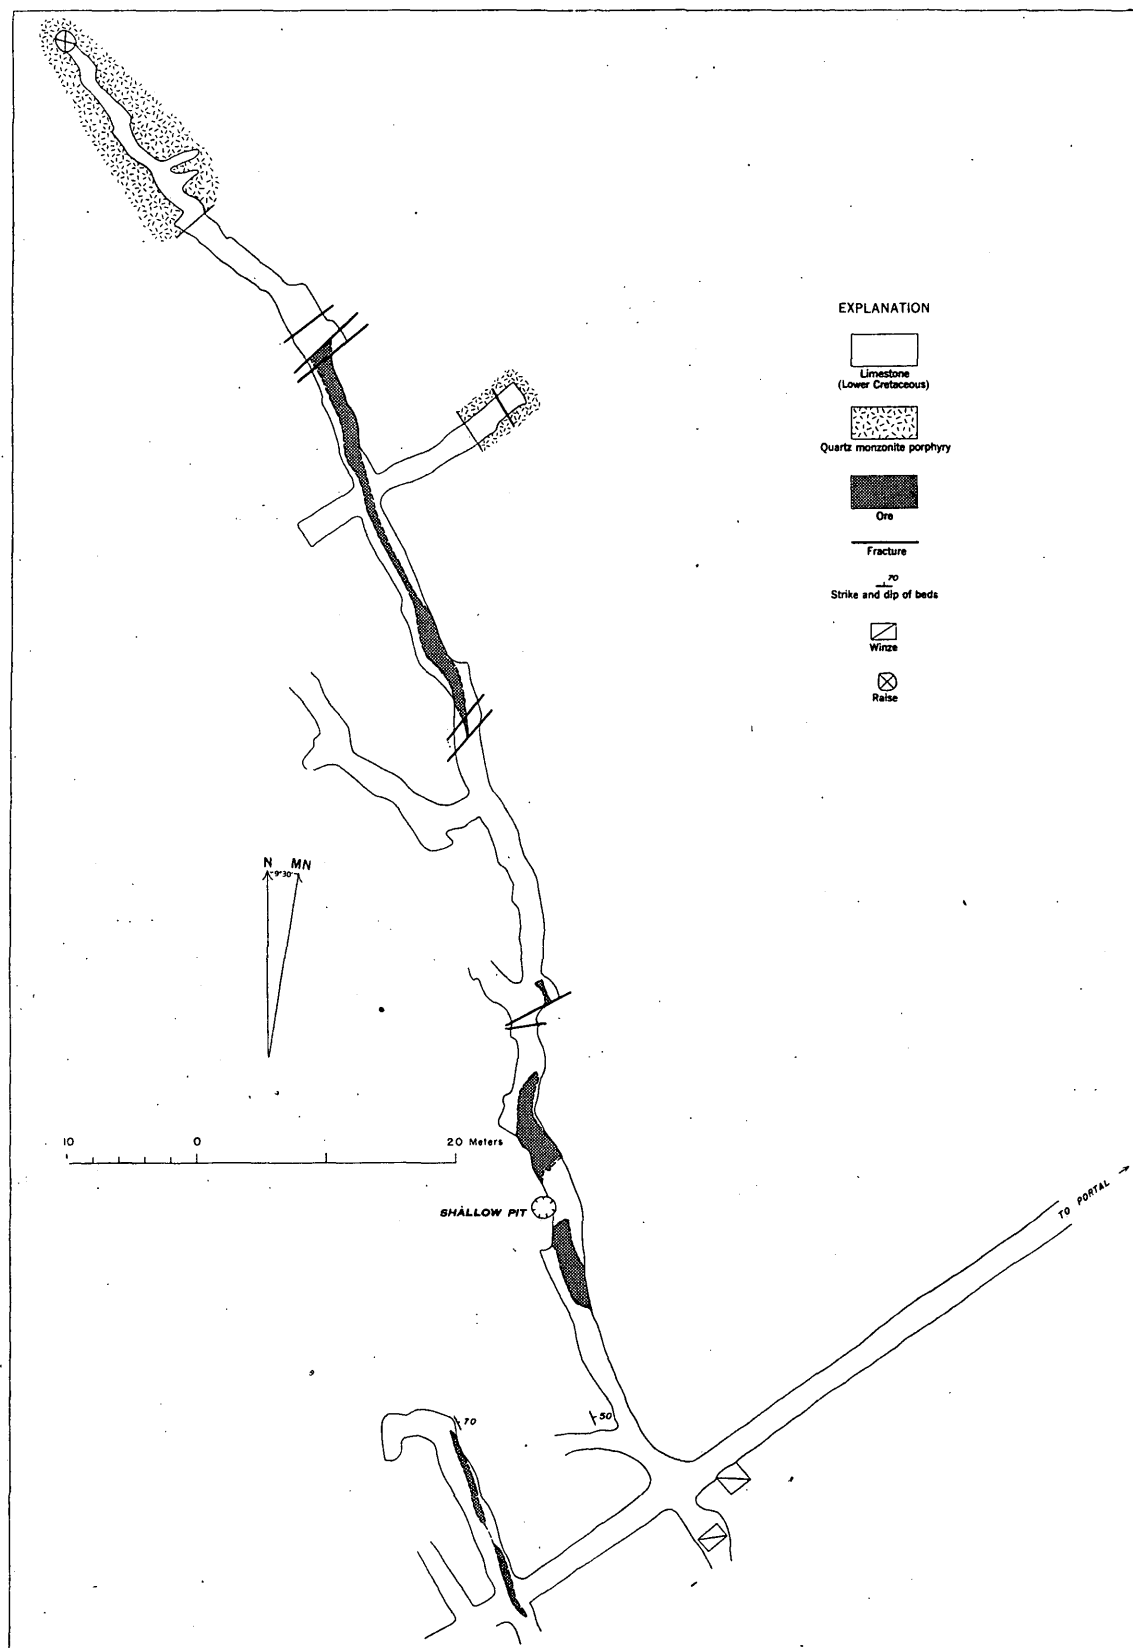 EXPLANATION
Limestone
(Lower Cretaceous)
Quartz monzonite porphyry
Ore
Fracture
70
Strike and dip of beds
Winze
Raise
N MN
9°30'
10 0 20 Meters
SHALLOW PIT
TO PORTAL
70
50